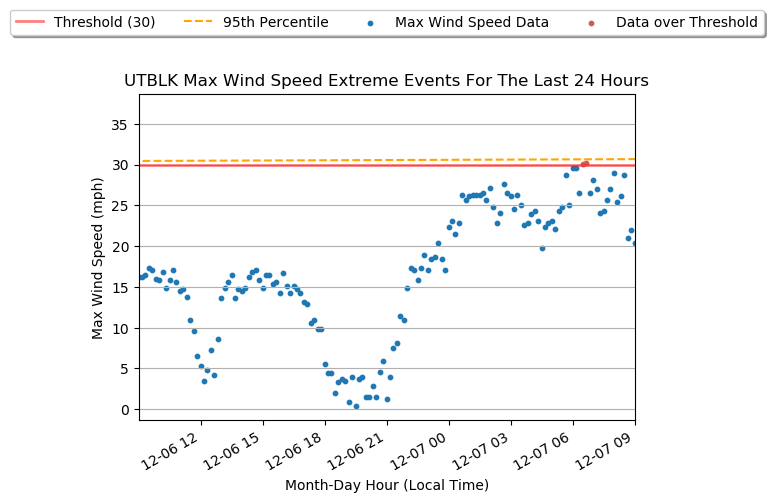 Threshold (30) 95th Percentile Max Wind Speed Data Data over Threshold
UTBLK Max Wind Speed Extreme Events For The Last 24 Hours
Max Wind Speed (mph)
35
30
25
20
15
10
5
0
12-06 12 12-06 15 12-06 18 12-06 21 12-07 00 12-07 03 12-07 06 12-07 09
Month-Day Hour (Local Time)